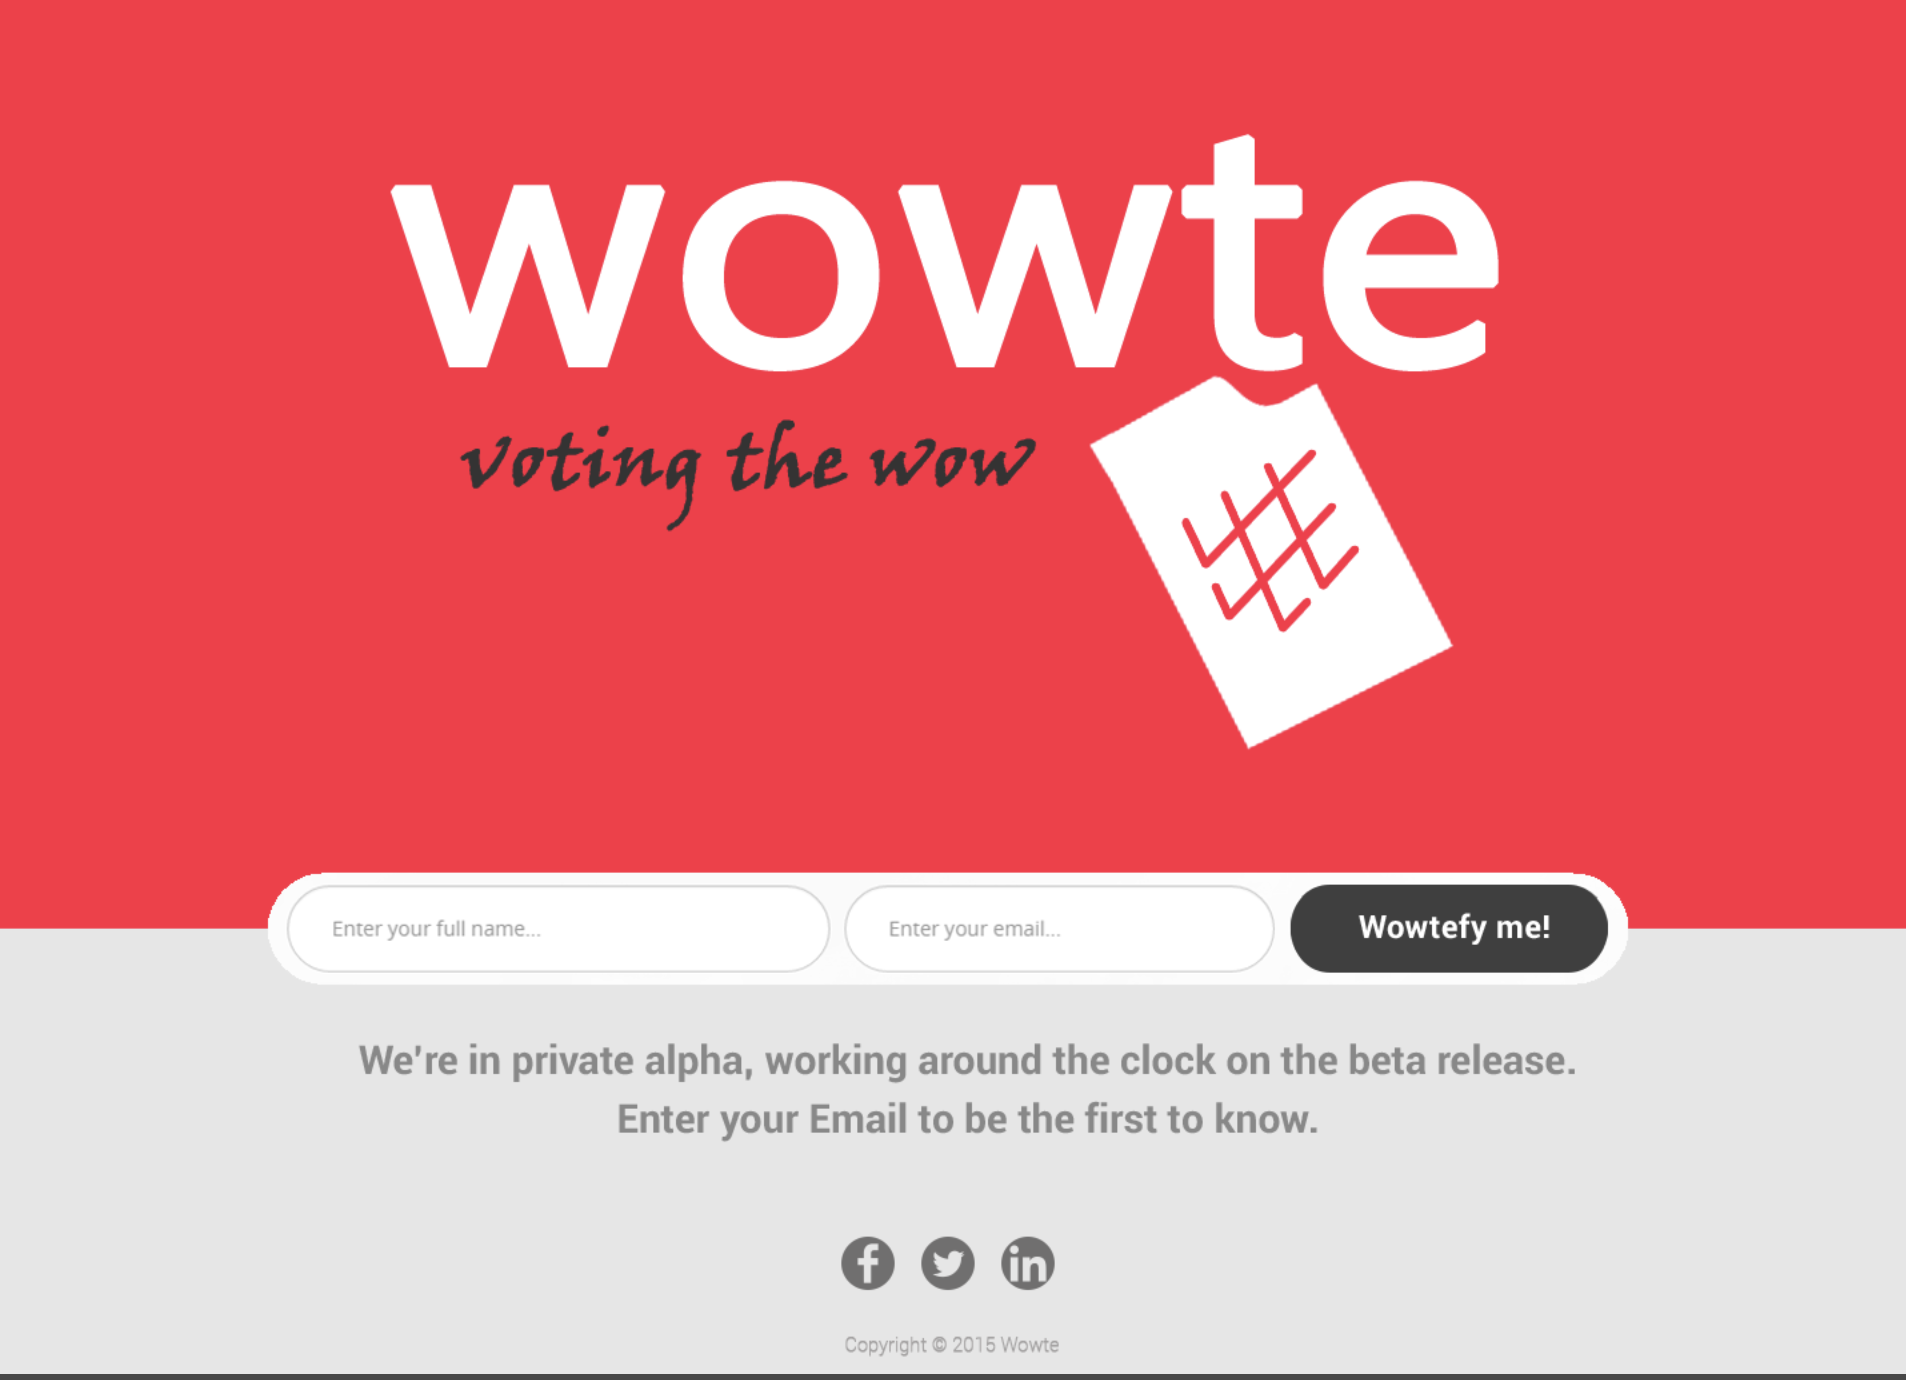 wowte
voting the wow
Enter your full name...
Enter your email...
Wowtefy me!
We're in private alpha, working around the clock on the beta release.
Enter your Email to be the first to know.
f
in
Copyright © 2015 Wowte